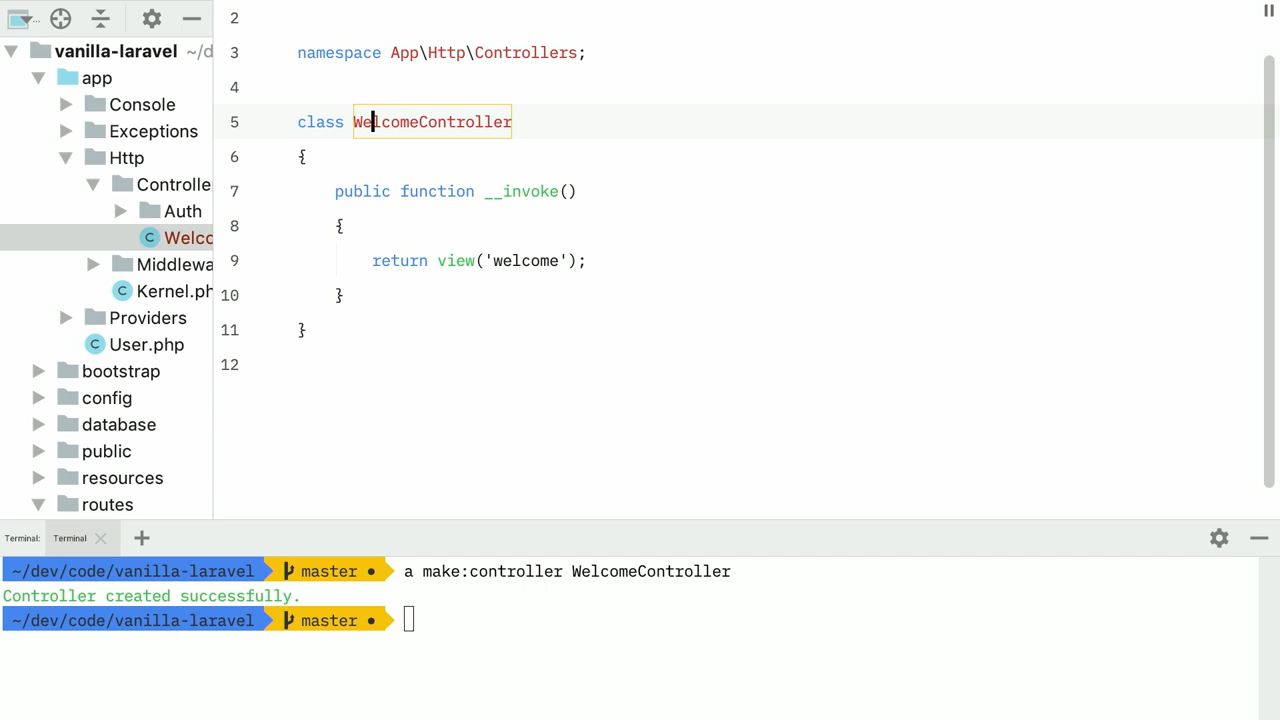 vanilla-laravel ~/d
app
Console
Exceptions
Http
Controlle
Auth
Welco
Middlewa
Kernel.ph
Providers
User.php
bootstrap
config
database
public
resources
routes
2
3 namespace App\Http\Controllers;
4
5 class WelcomeController
6 {
7 public function __invoke()
8 {
9 return view('welcome');
10 }
11 }
12
Terminal: Terminal
~/dev/code/vanilla-laravel master ● a make:controller WelcomeController
Controller created successfully.
~/dev/code/vanilla-laravel master ●